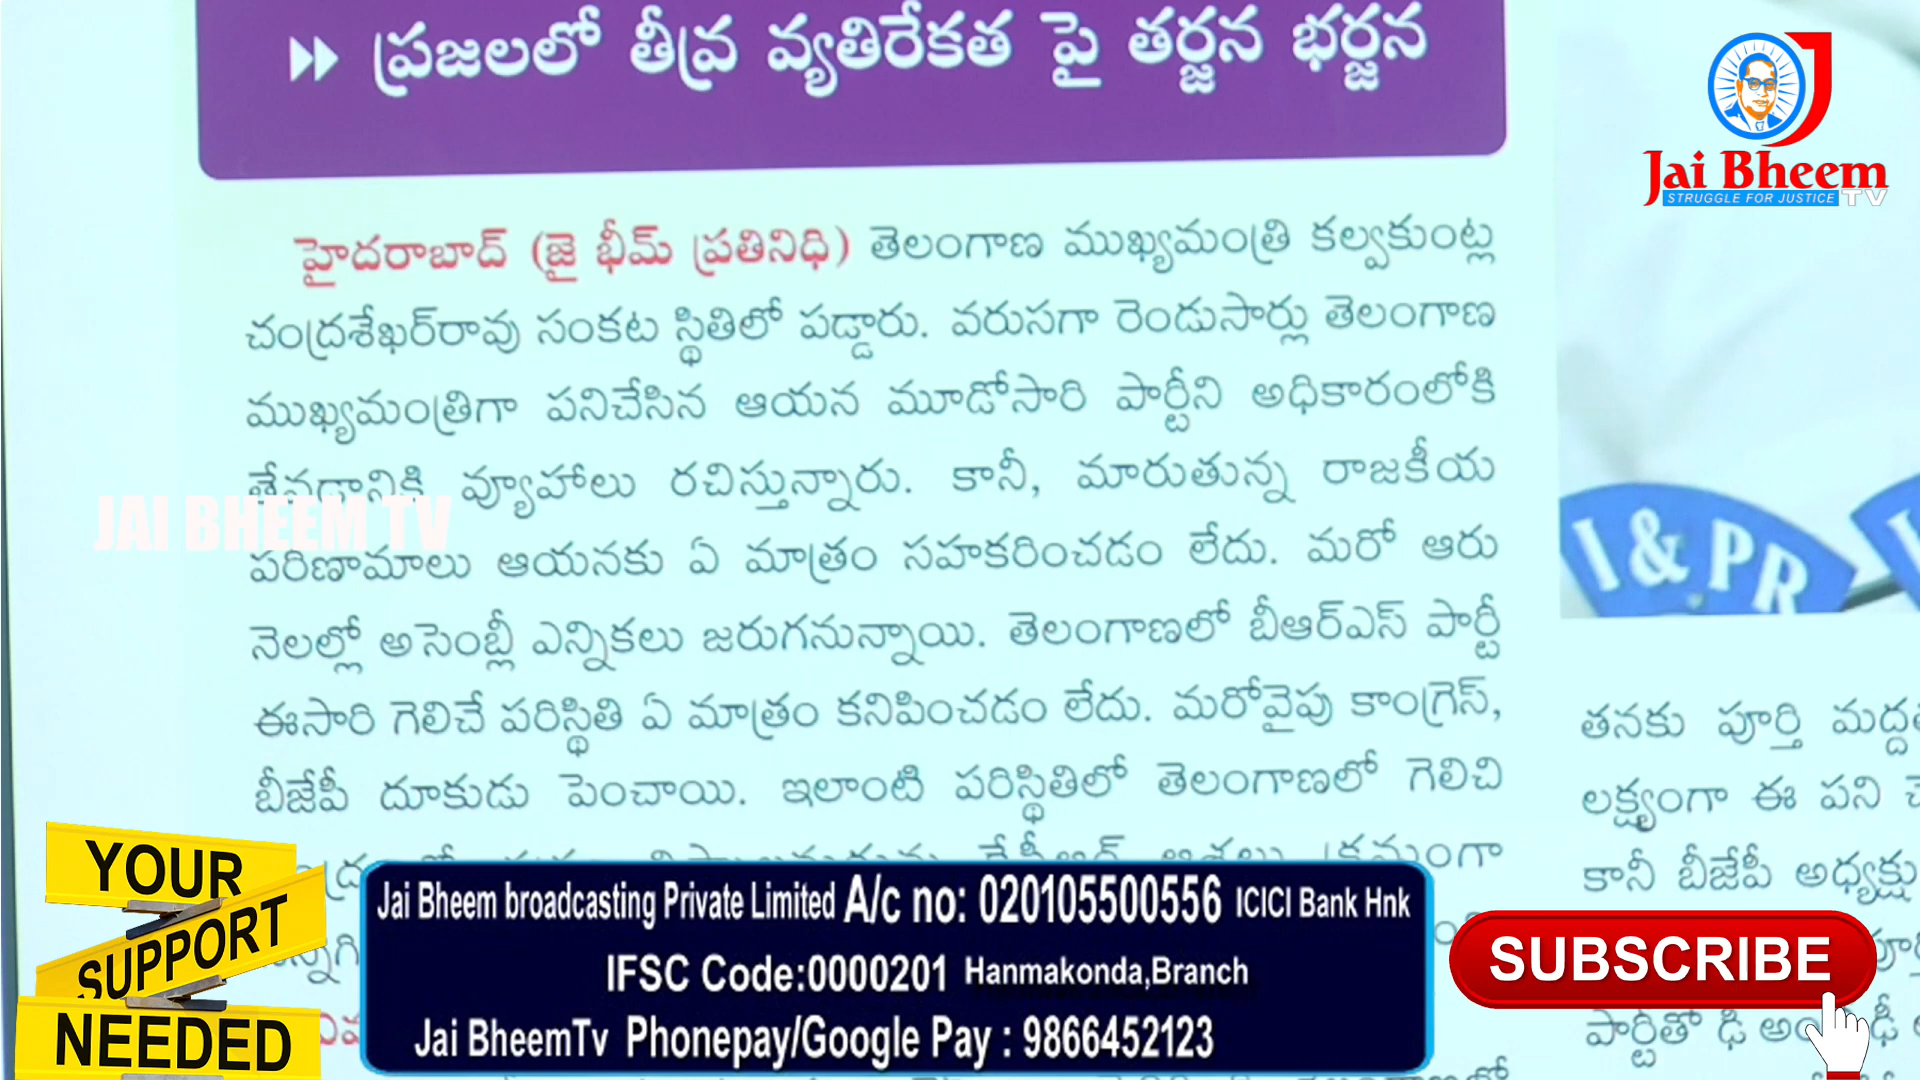 ప్రజలలో తీవ్ర వ్యతిరేకత పై తర్జన భర్జన
Jai Bheem
STRUGGLE FOR JUSTICE TV
హైదరాబాద్ (జై భీమ్ ప్రతినిధి) తెలంగాణ ముఖ్యమంత్రి కల్వకుంట్ల
చంద్రశేఖర్‌రావు సంకట స్థితిలో పడ్డారు. వరుసగా రెండుసార్లు తెలంగాణ
ముఖ్యమంత్రిగా పనిచేసిన ఆయన మూడోసారి పార్టీని అధికారంలోకి
తేవడానికి వ్యూహాలు రచిస్తున్నారు. కానీ, మారుతున్న రాజకీయ
JAI BHEEM TV
పరిణామాలు ఆయనకు ఏ మాత్రం సహకరించడం లేదు. మరో ఆరు
నెలల్లో అసెంబ్లీ ఎన్నికలు జరుగనున్నాయి. తెలంగాణలో బీఆర్ఎస్ పార్టీ
ఈసారి గెలిచే పరిస్థితి ఏ మాత్రం కనిపించడం లేదు. మరోవైపు కాంగ్రెస్,
బీజేపీ దూకుడు పెంచాయి. ఇలాంటి పరిస్థితిలో తెలంగాణలో గెలిచి
I & PR
తనకు పూర్తి
లక్ష్యంగా ఈ పని
కానీ బీజేపీ
పార్టీతో ఢీ
YOUR
SUPPORT
NEEDED
Jai Bheem broadcasting Private Limited A/c no: 020105500556 ICICI Bank Hnk
IFSC Code:0000201 Hanmakonda,Branch
Jai BheemTv Phonepay/Google Pay : 9866452123
SUBSCRIBE